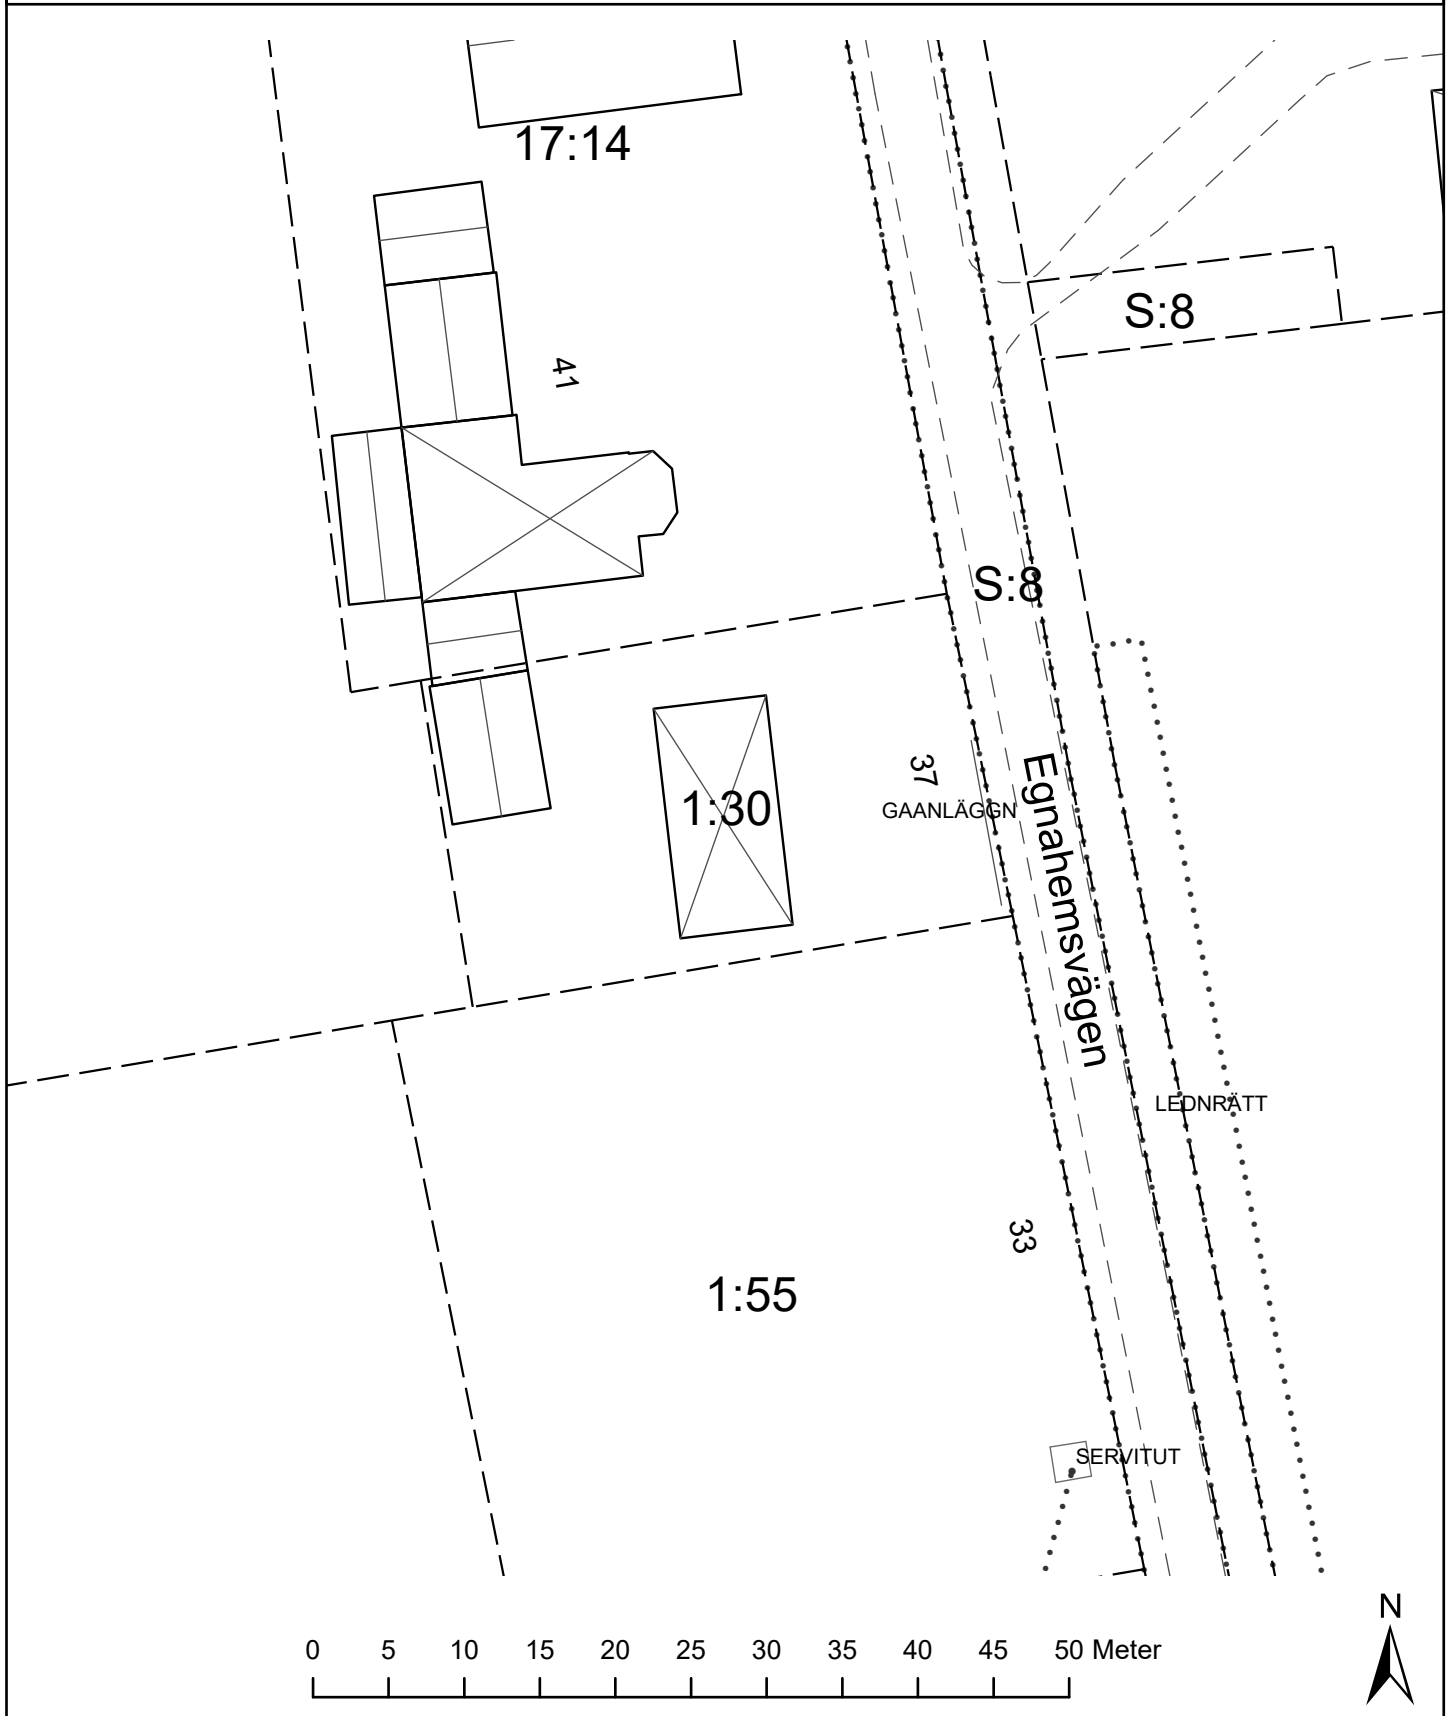 17:14
S:8
41
S:8
37
1:30
GAANLÄGGN
Egnahemsvägen
LEDNRÄTT
33
1:55
SERVITUT
N
0 5 10 15 20 25 30 35 40 45 50 Meter